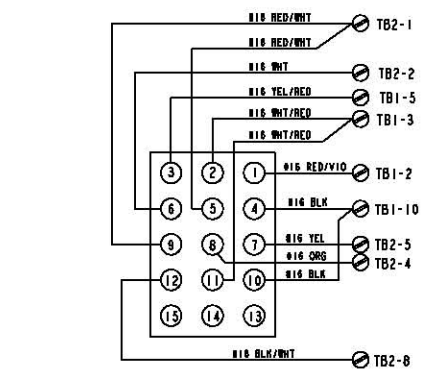 #16 RED/WHT TB2-1
#16 RED/WHT
#16 WHT TB2-2
#16 YEL/RED TB1-5
#16 WHT/RED TB1-3
#16 WHT/RED
3 2 1 #16 RED/VIO TB1-2
6 5 4 #16 BLK TB1-10
9 8 7 #16 YEL TB2-5
#16 ORG TB2-4
12 11 10 #16 BLK
15 14 13
#16 BLK/WHT TB2-8